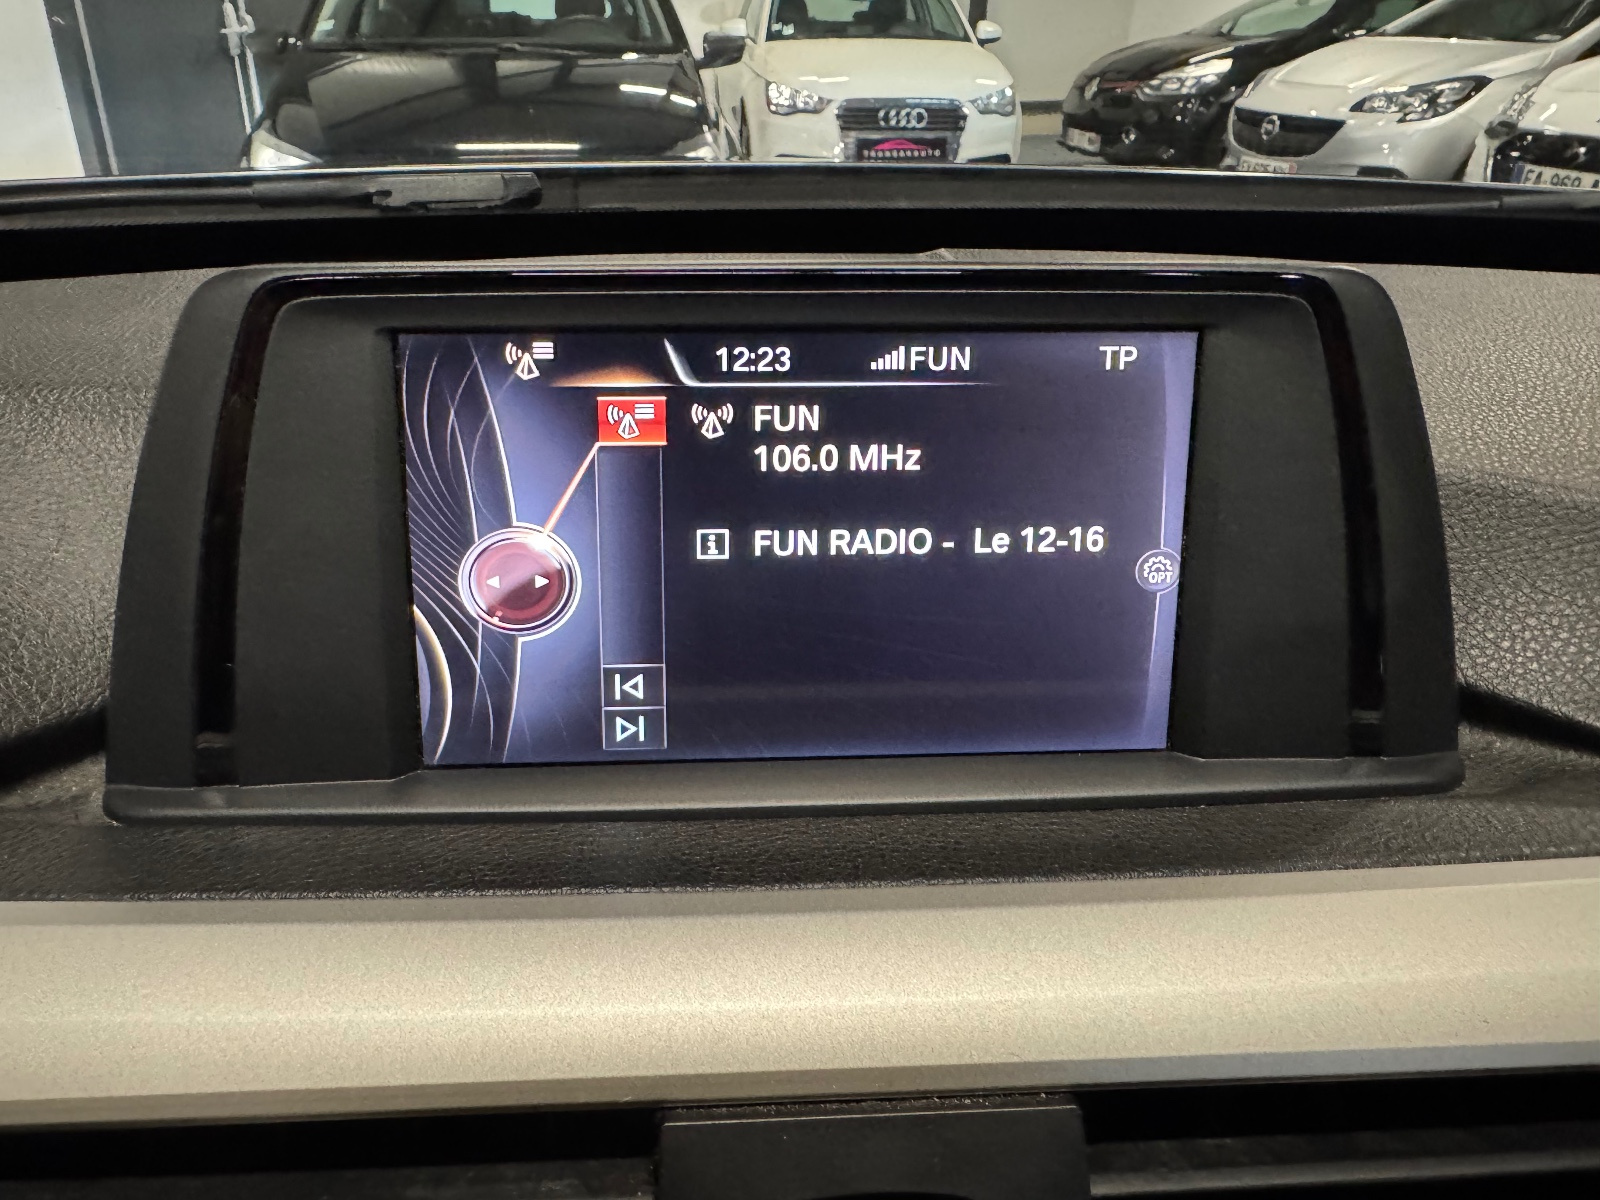 12:23 FUN TP
FUN
106.0 MHz
i FUN RADIO - Le 12-16
OPT